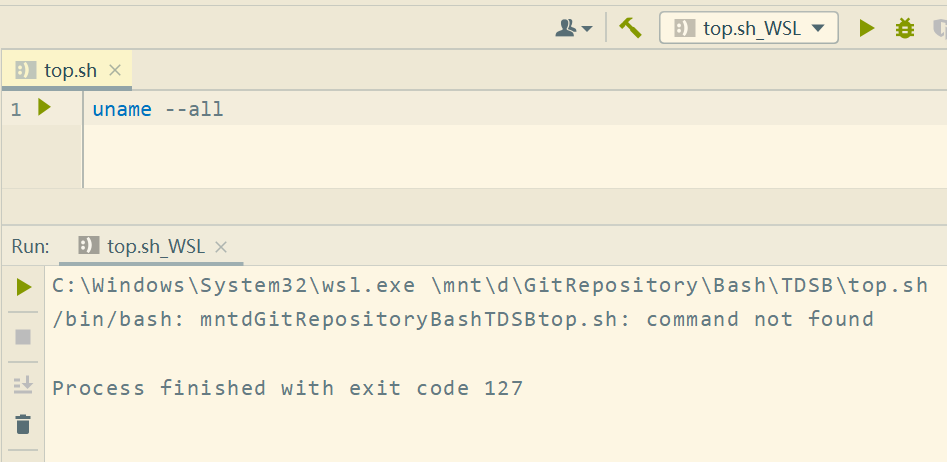 top.sh_WSL
top.sh
1 uname --all
Run: top.sh_WSL
C:\Windows\System32\wsl.exe \mnt\d\GitRepository\Bash\TDSB\top.sh
/bin/bash: mntdGitRepositoryBashTDSBtop.sh: command not found
Process finished with exit code 127